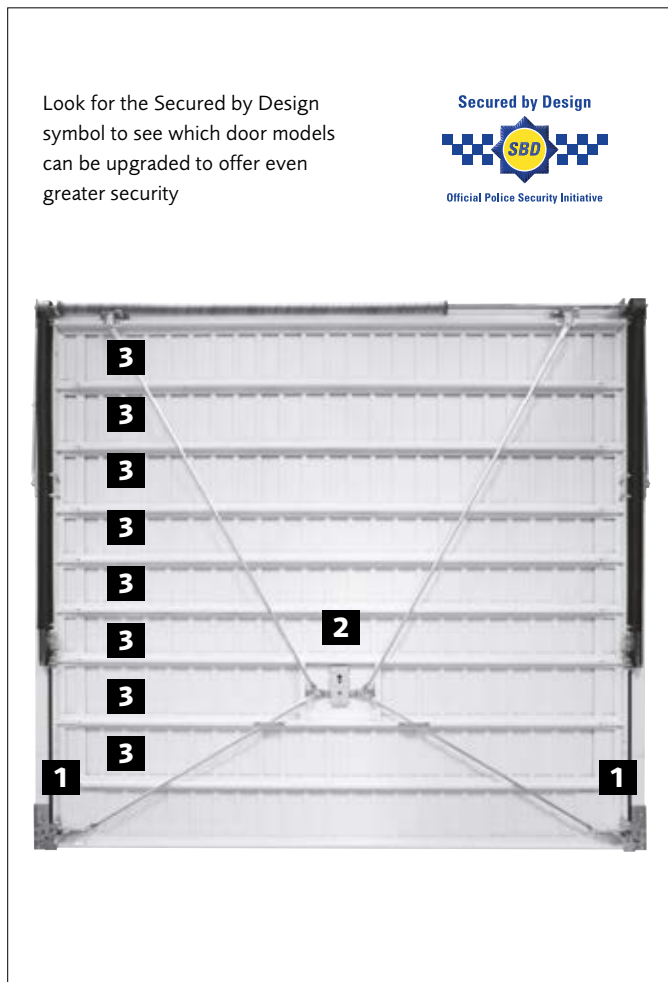 Look for the Secured by Design
symbol to see which door models
can be upgraded to offer even
greater security
Secured by Design
SBD
Official Police Security Initiative
3
3
3
3
3
2
3
3
3
1
1